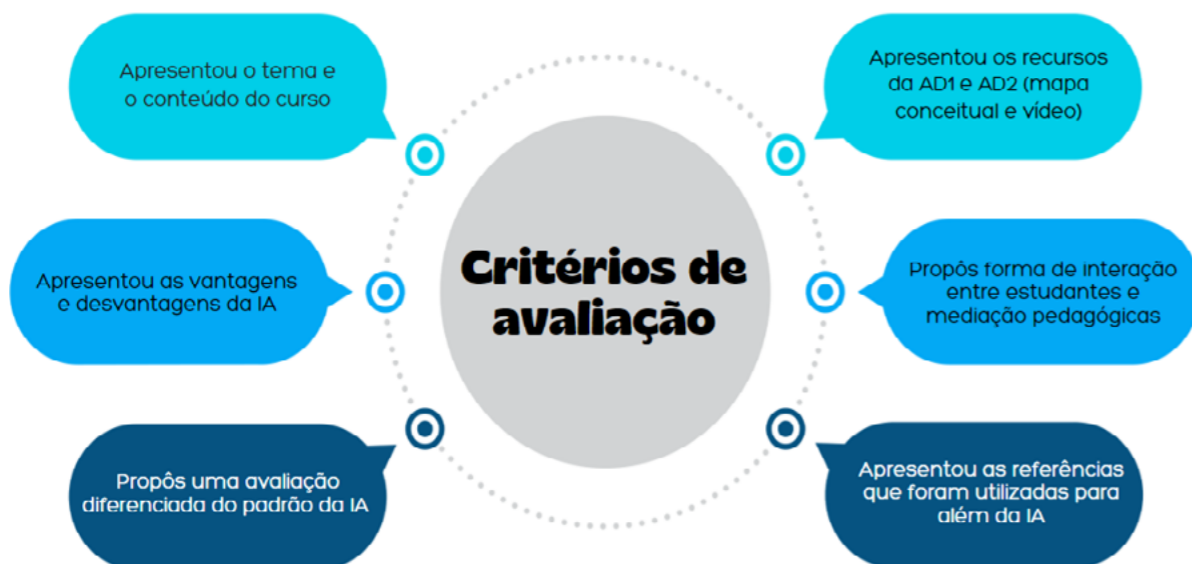 Apresentou o tema e
o conteúdo do curso
Apresentou os recursos
da AD1 e AD2 (mapa
conceitual e vídeo)
Apresentou as vantagens
e desvantagens da IA
Critérios de
avaliação
Propôs forma de interação
entre estudantes e
mediação pedagógicas
Propôs uma avaliação
diferenciada do padrão da IA
Apresentou as referências
que foram utilizadas para
além da IA